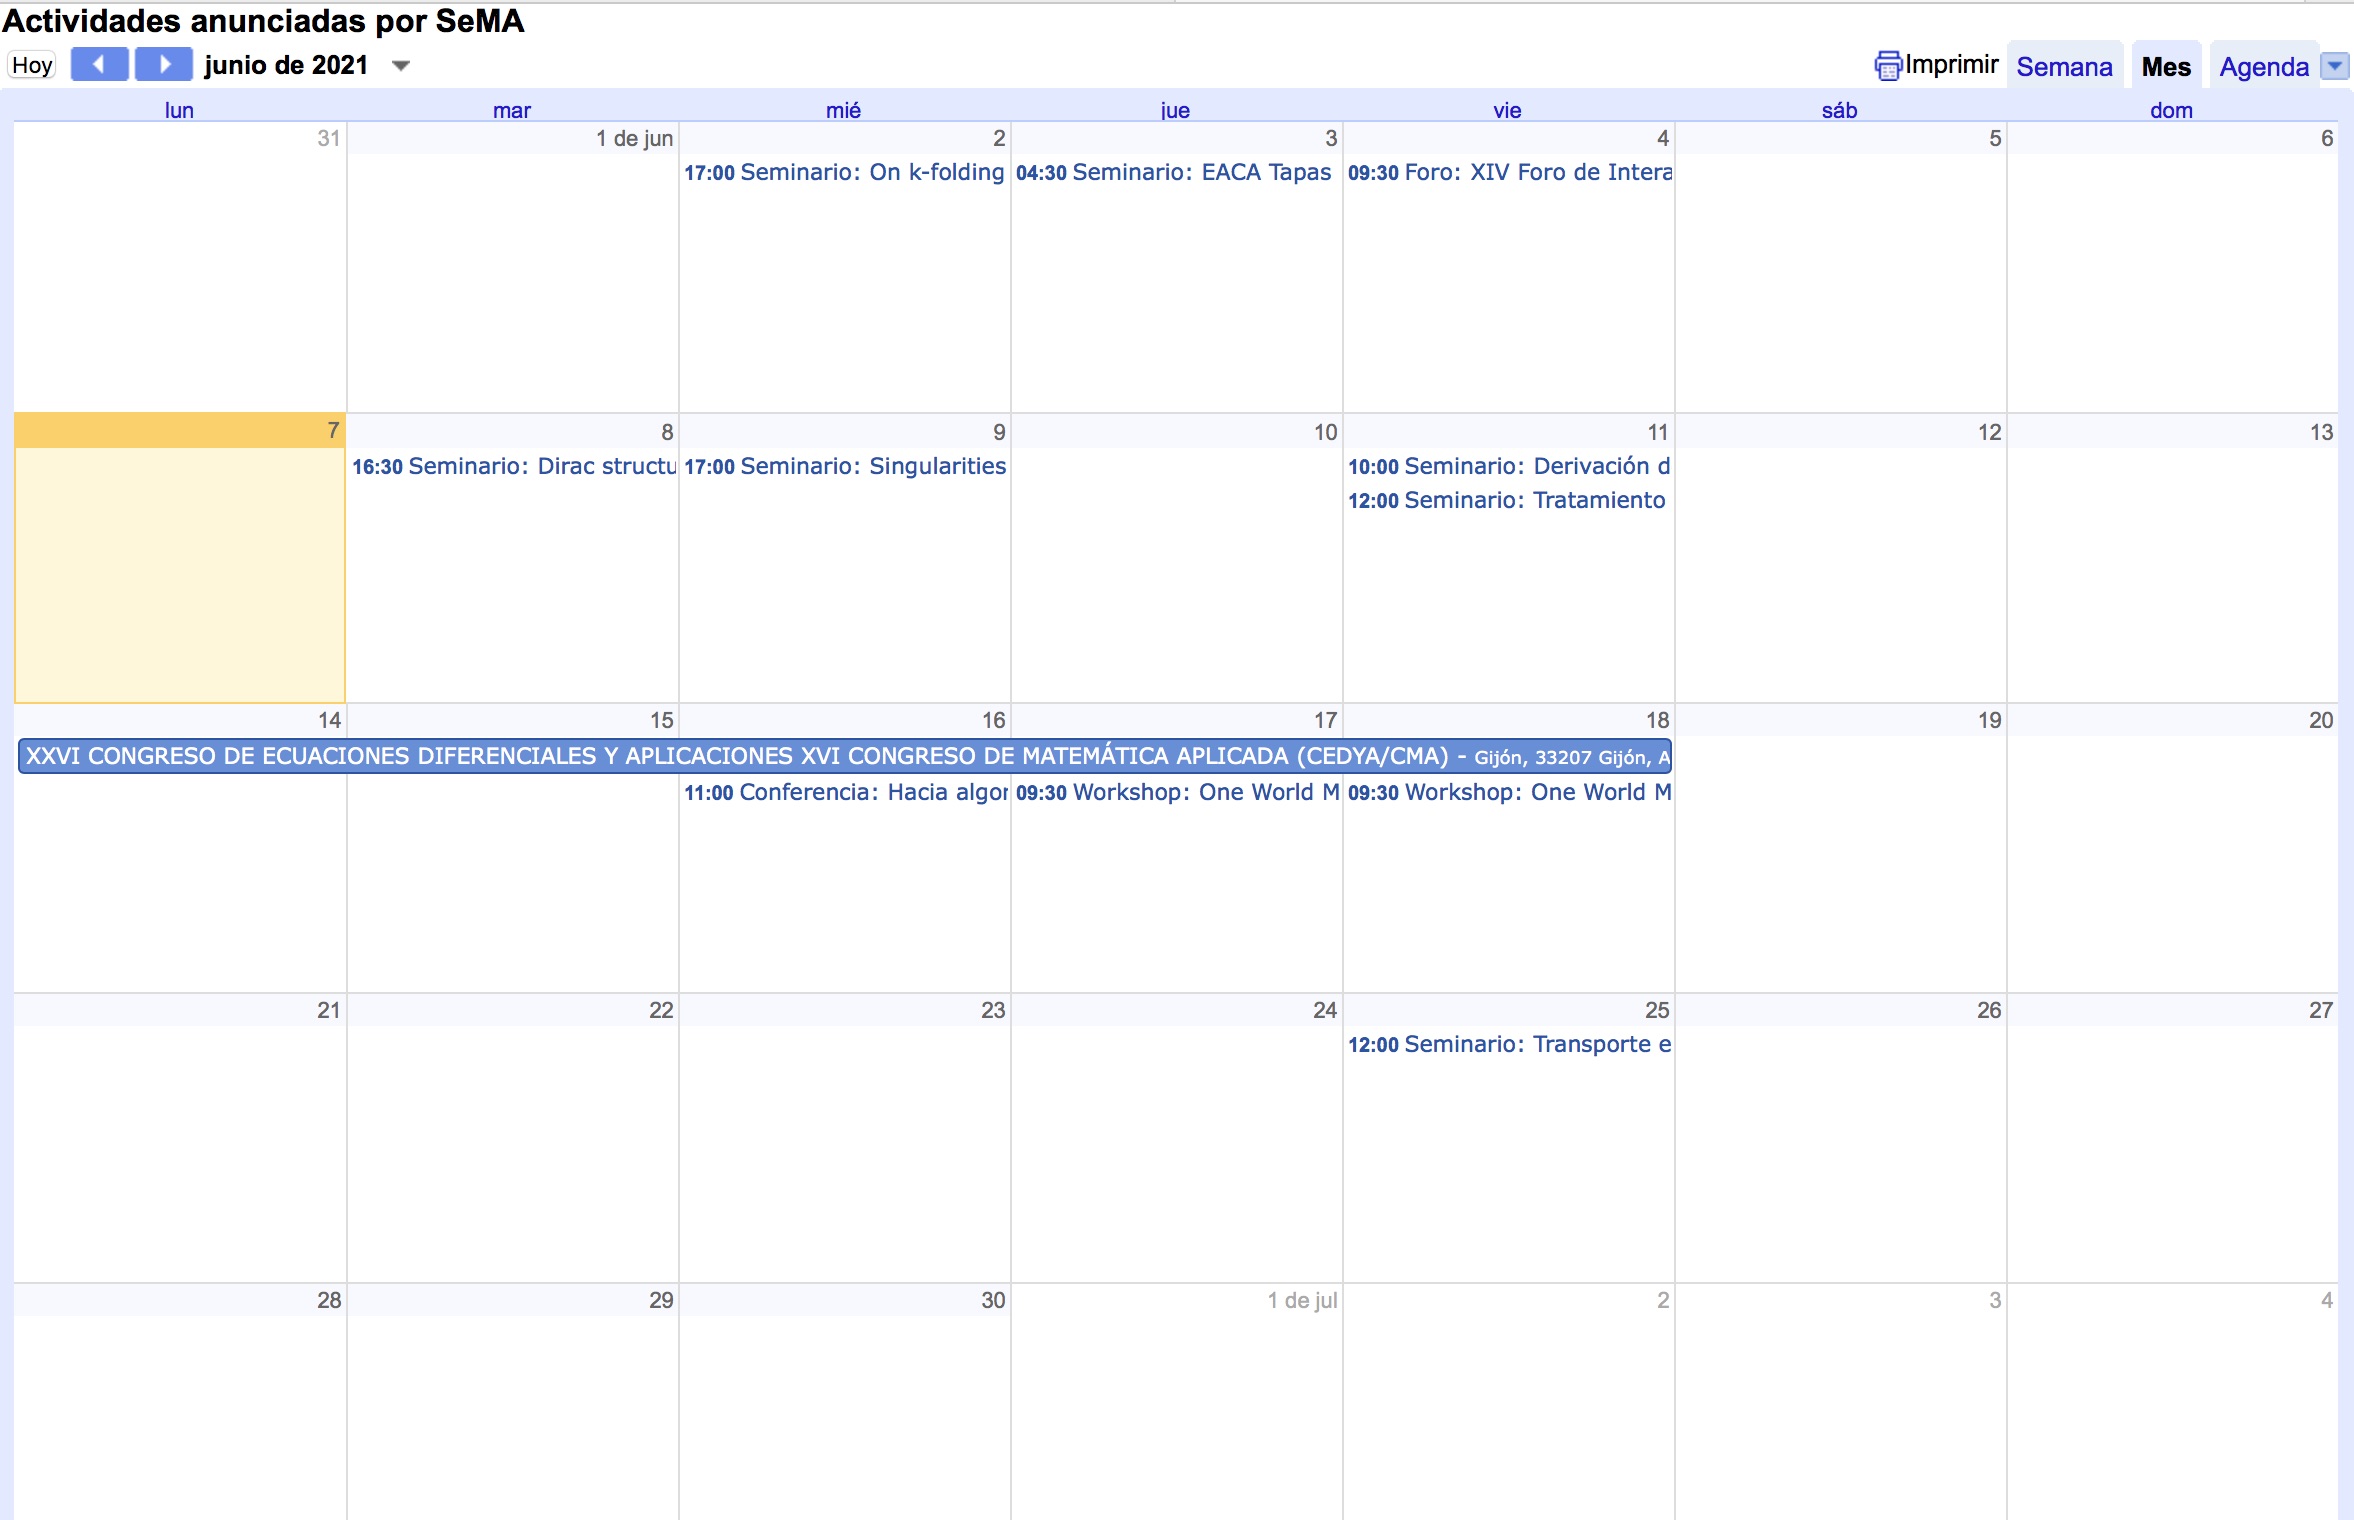 Actividades anunciadas por SeMA
Hoy junio de 2021 Imprimir Semana Mes Agenda
lun mar mié jue vie sáb dom
31 1 de jun 2 3 4 5 6
17:00 Seminario: On k-folding 04:30 Seminario: EACA Tapas 09:30 Foro: XIV Foro de Intera
7 8 9 10 11 12 13
16:30 Seminario: Dirac structu 17:00 Seminario: Singularities 10:00 Seminario: Derivación d
12:00 Seminario: Tratamiento
14 15 16 17 18 19 20
XXVI CONGRESO DE ECUACIONES DIFERENCIALES Y APLICACIONES XVI CONGRESO DE MATEMÁTICA APLICADA (CEDYA/CMA) - Gijón, 33207 Gijón, A
11:00 Conferencia: Hacia algor 09:30 Workshop: One World M 09:30 Workshop: One World M
21 22 23 24 25 26 27
12:00 Seminario: Transporte e
28 29 30 1 de jul 2 3 4